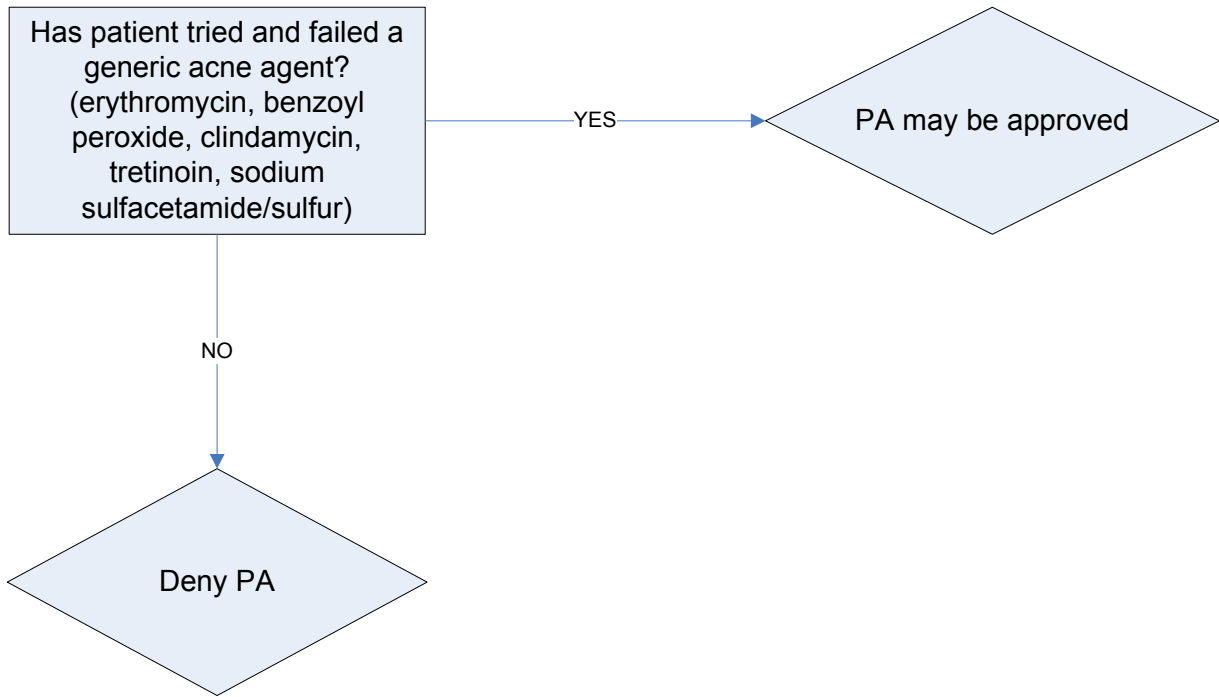 Has patient tried and failed a
generic acne agent?
(erythromycin, benzoyl
peroxide, clindamycin,
tretinoin, sodium
sulfacetamide/sulfur)
YES
PA may be approved
NO
Deny PA